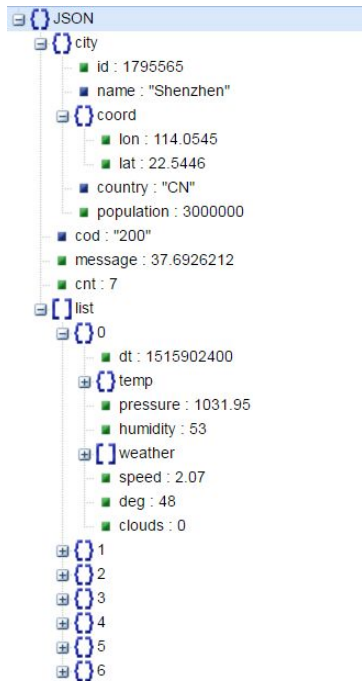 JSON
city
id : 1795565
name : "Shenzhen"
coord
lon : 114.0545
lat : 22.5446
country : "CN"
population : 3000000
cod : "200"
message : 37.6926212
cnt : 7
list
0
dt : 1515902400
temp
pressure : 1031.95
humidity : 53
weather
speed : 2.07
deg : 48
clouds : 0
1
2
3
4
5
6